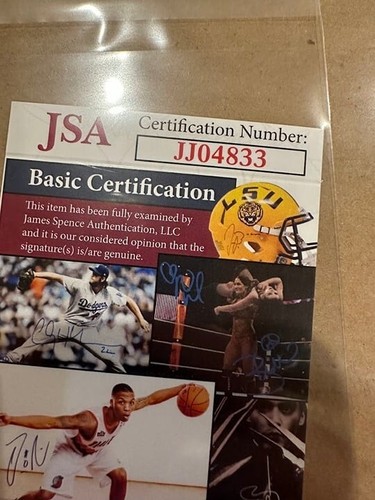 JSA
Certification Number:
JJ04833
Basic Certification
This item has been fully examined by
James Spence Authentication, LLC
and it is our considered opinion that the
signature(s) is/are genuine.
LSU
Dodgers